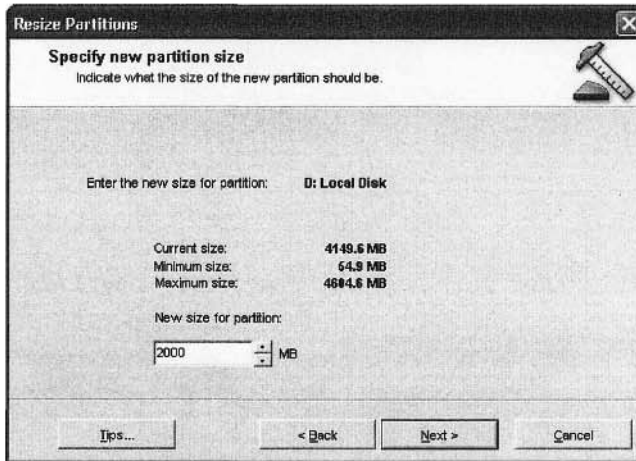 Resize Partitions
Specify new partition size
Indicate what the size of the new partition should be.
Enter the new size for partition: D: Local Disk
Current size: 4149.6 MB
Minimum size: 54.9 MB
Maximum size: 4604.6 MB
New size for partition:
2000 MB
Tips... < Back Next > Cancel